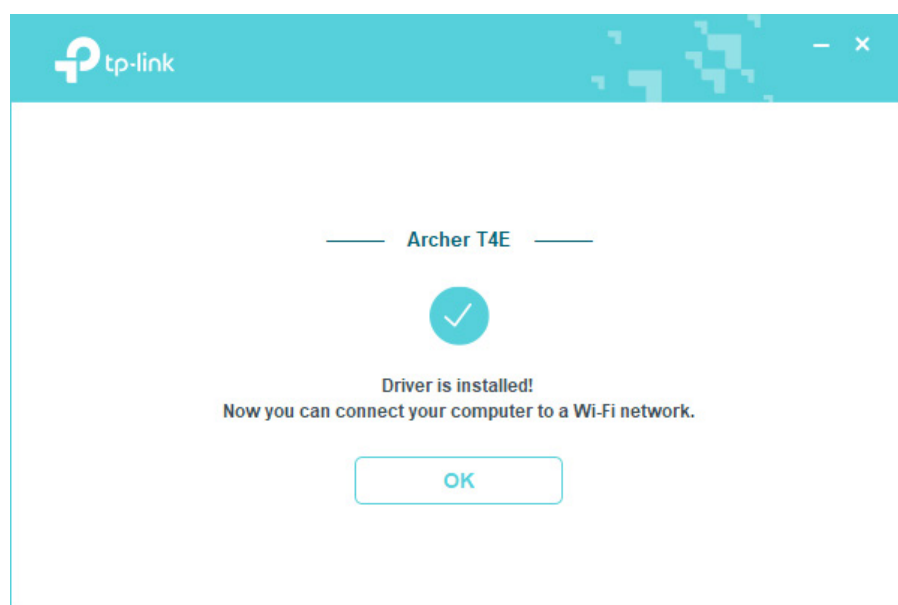 tp-link
Archer T4E
Driver is installed!
Now you can connect your computer to a Wi-Fi network.
OK